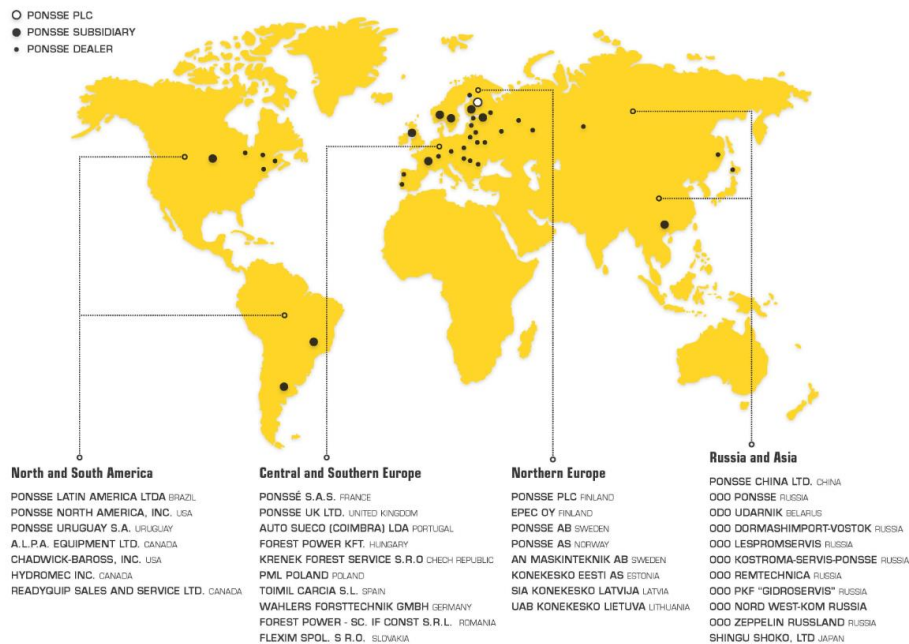 PONSSE PLC
PONSSE SUBSIDIARY
PONSSE DEALER
North and South America
PONSSE LATIN AMERICA LTDA BRAZIL
PONSSE NORTH AMERICA, INC. USA
PONSSE URUGUAY S.A. URUGUAY
A.L.P.A. EQUIPMENT LTD. CANADA
CHADWICK-BAROSS, INC. USA
HYDROMEC INC. CANADA
READYQUIP SALES AND SERVICE LTD. CANADA
Central and Southern Europe
PONSSÉ S.A.S. FRANCE
PONSSE UK LTD. UNITED KINGDOM
AUTO SUECO (COIMBRA) LDA PORTUGAL
FOREST POWER KFT. HUNGARY
KRENEK FOREST SERVICE S.R.O CHECH REPUBLIC
PML POLAND POLAND
TOIMIL CARCIA S.L. SPAIN
WAHLERS FORSTTECHNIK GMBH GERMANY
FOREST POWER - SC. IF CONST S.R.L. ROMANIA
FLEXIM SPOL. S R.O. SLOVAKIA
Northern Europe
PONSSE PLC FINLAND
EPEC OY FINLAND
PONSSE AB SWEDEN
PONSSE AS NORWAY
AN MASKINTEKNIK AB SWEDEN
KONEKESKO EESTI AS ESTONIA
SIA KONEKESKO LATVIJA LATVIA
UAB KONEKESKO LIETUVA LITHUANIA
Russia and Asia
PONSSE CHINA LTD. CHINA
OOO PONSSE RUSSIA
ODO UDARNIK BELARUS
OOO DORMASHIMPORT-VOSTOK RUSSIA
OOO LESPROMSERVIS RUSSIA
OOO KOSTROMA-SERVIS-PONSSE RUSSIA
OOO REMTECHNICA RUSSIA
OOO PKF "GIDROSERVIS" RUSSIA
OOO NORD WEST-KOM RUSSIA
OOO ZEPPELIN RUSSLAND RUSSIA
SHINGU SHOKO, LTD JAPAN